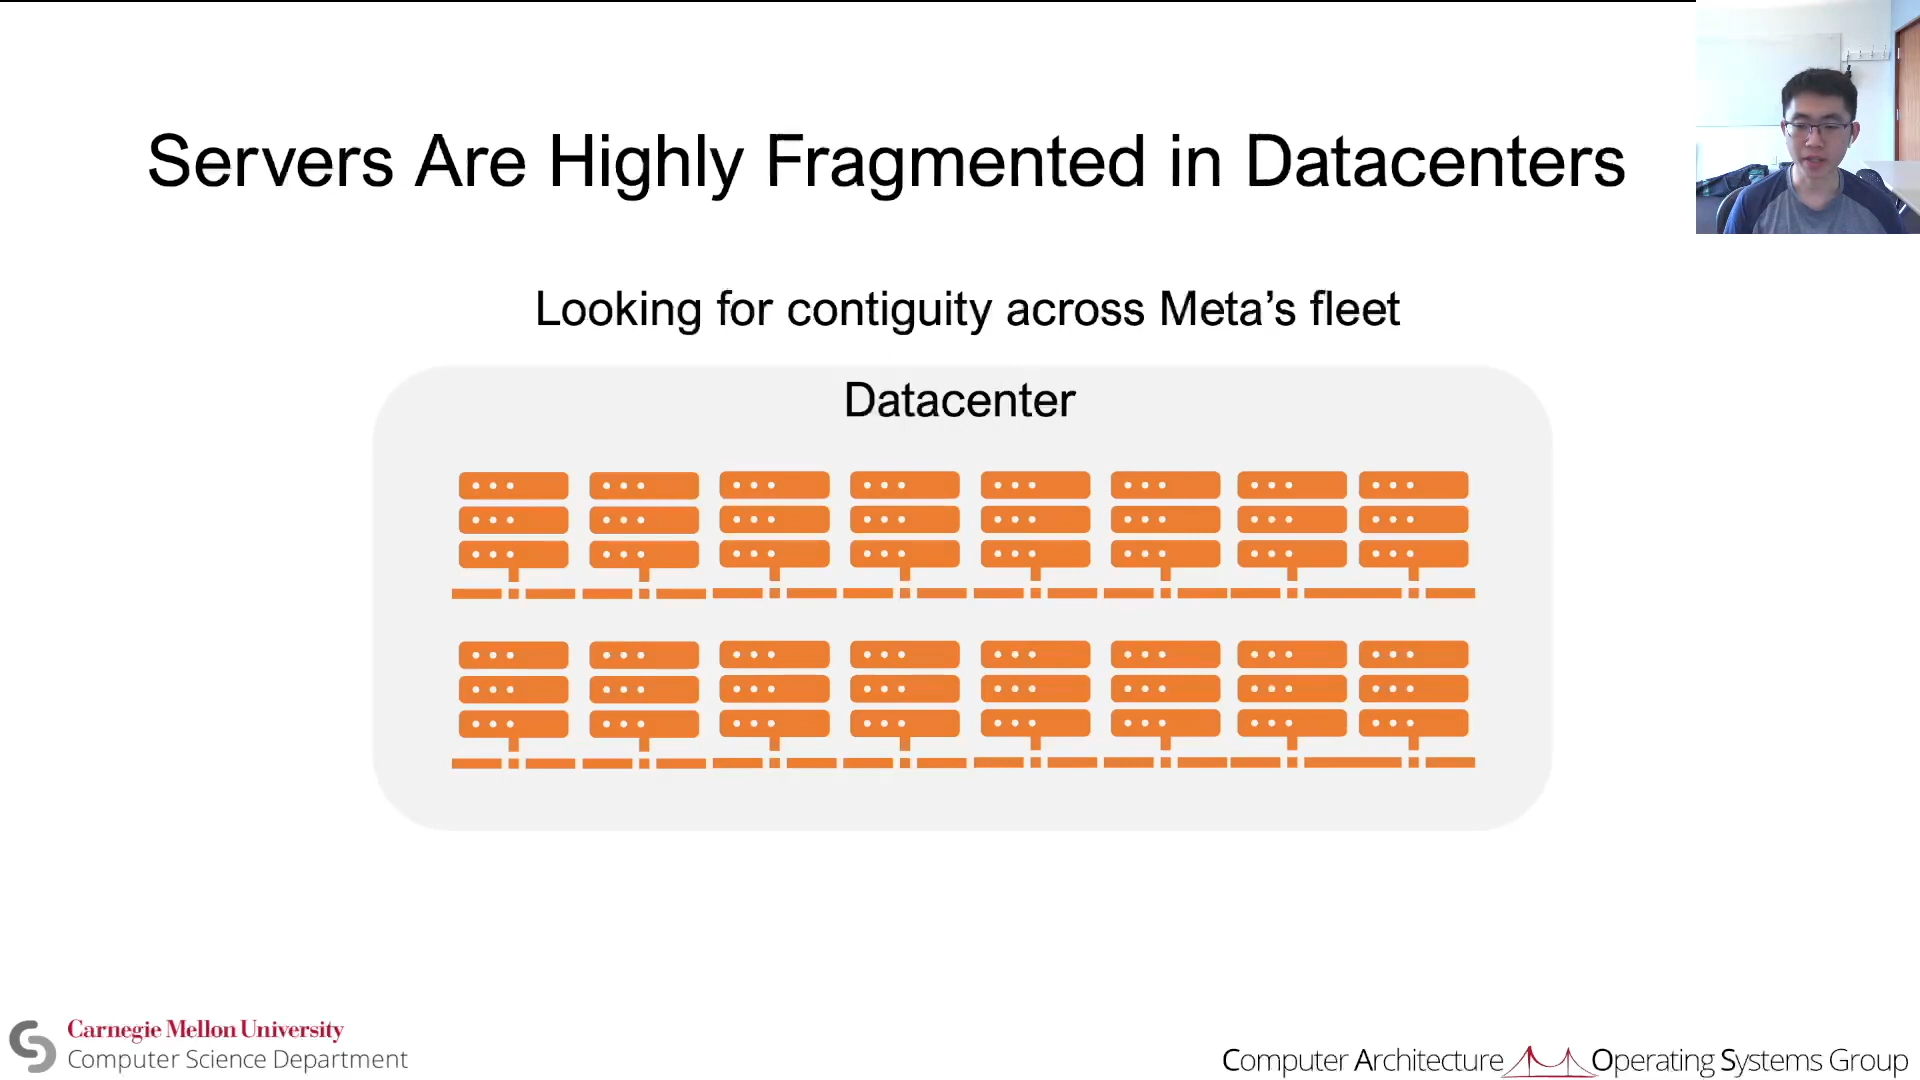 Servers Are Highly Fragmented in Datacenters
Looking for contiguity across Meta’s fleet
Datacenter
Carnegie Mellon University
Computer Science Department
Computer Architecture Operating Systems Group